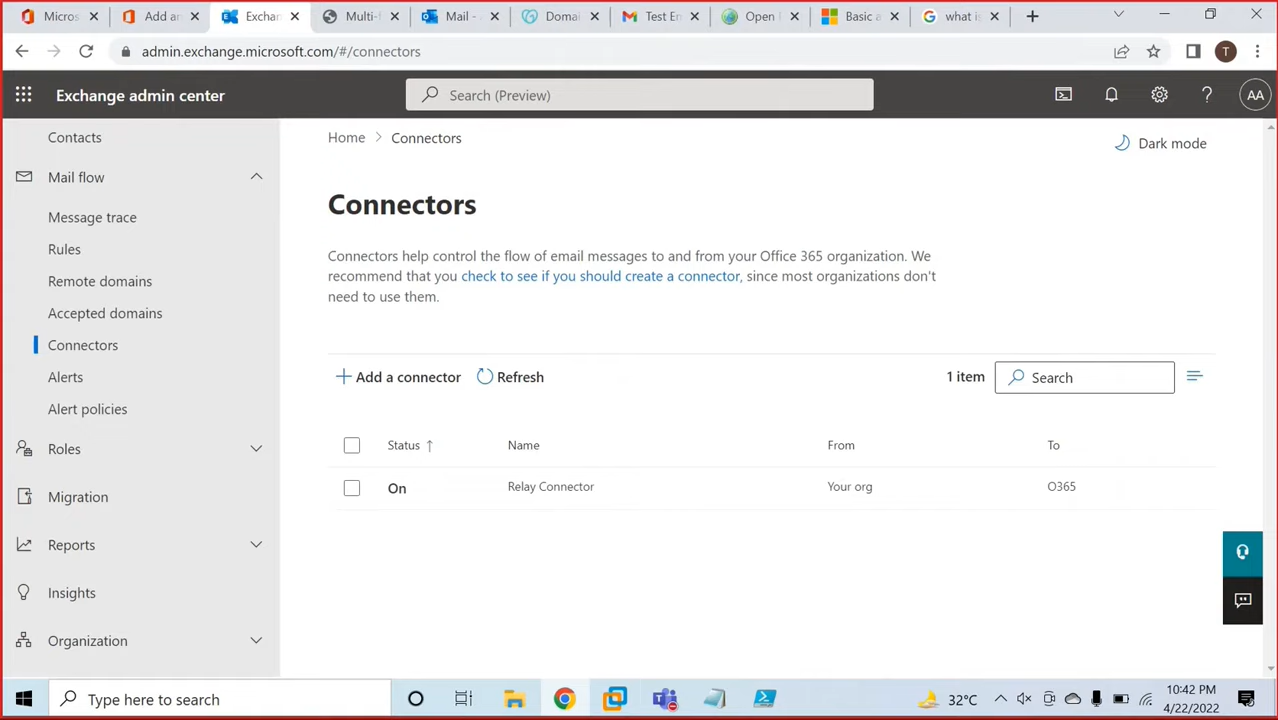 Micros
Add ar
Exchan
Multi-f
Mail -
Domai
Test En
Open
Basic a
what is
admin.exchange.microsoft.com/#/connectors
T
Exchange admin center
Search (Preview)
AA
Contacts
Mail flow
Message trace
Rules
Remote domains
Accepted domains
Connectors
Alerts
Alert policies
Roles
Migration
Reports
Insights
Organization
Home > Connectors
Dark mode
Connectors
Connectors help control the flow of email messages to and from your Office 365 organization. We
recommend that you check to see if you should create a connector, since most organizations don't
need to use them.
+ Add a connector
Refresh
1 item
Search
Status ↑ Name From To
On Relay Connector Your org O365
Type here to search
32°C
10:42 PM
4/22/2022